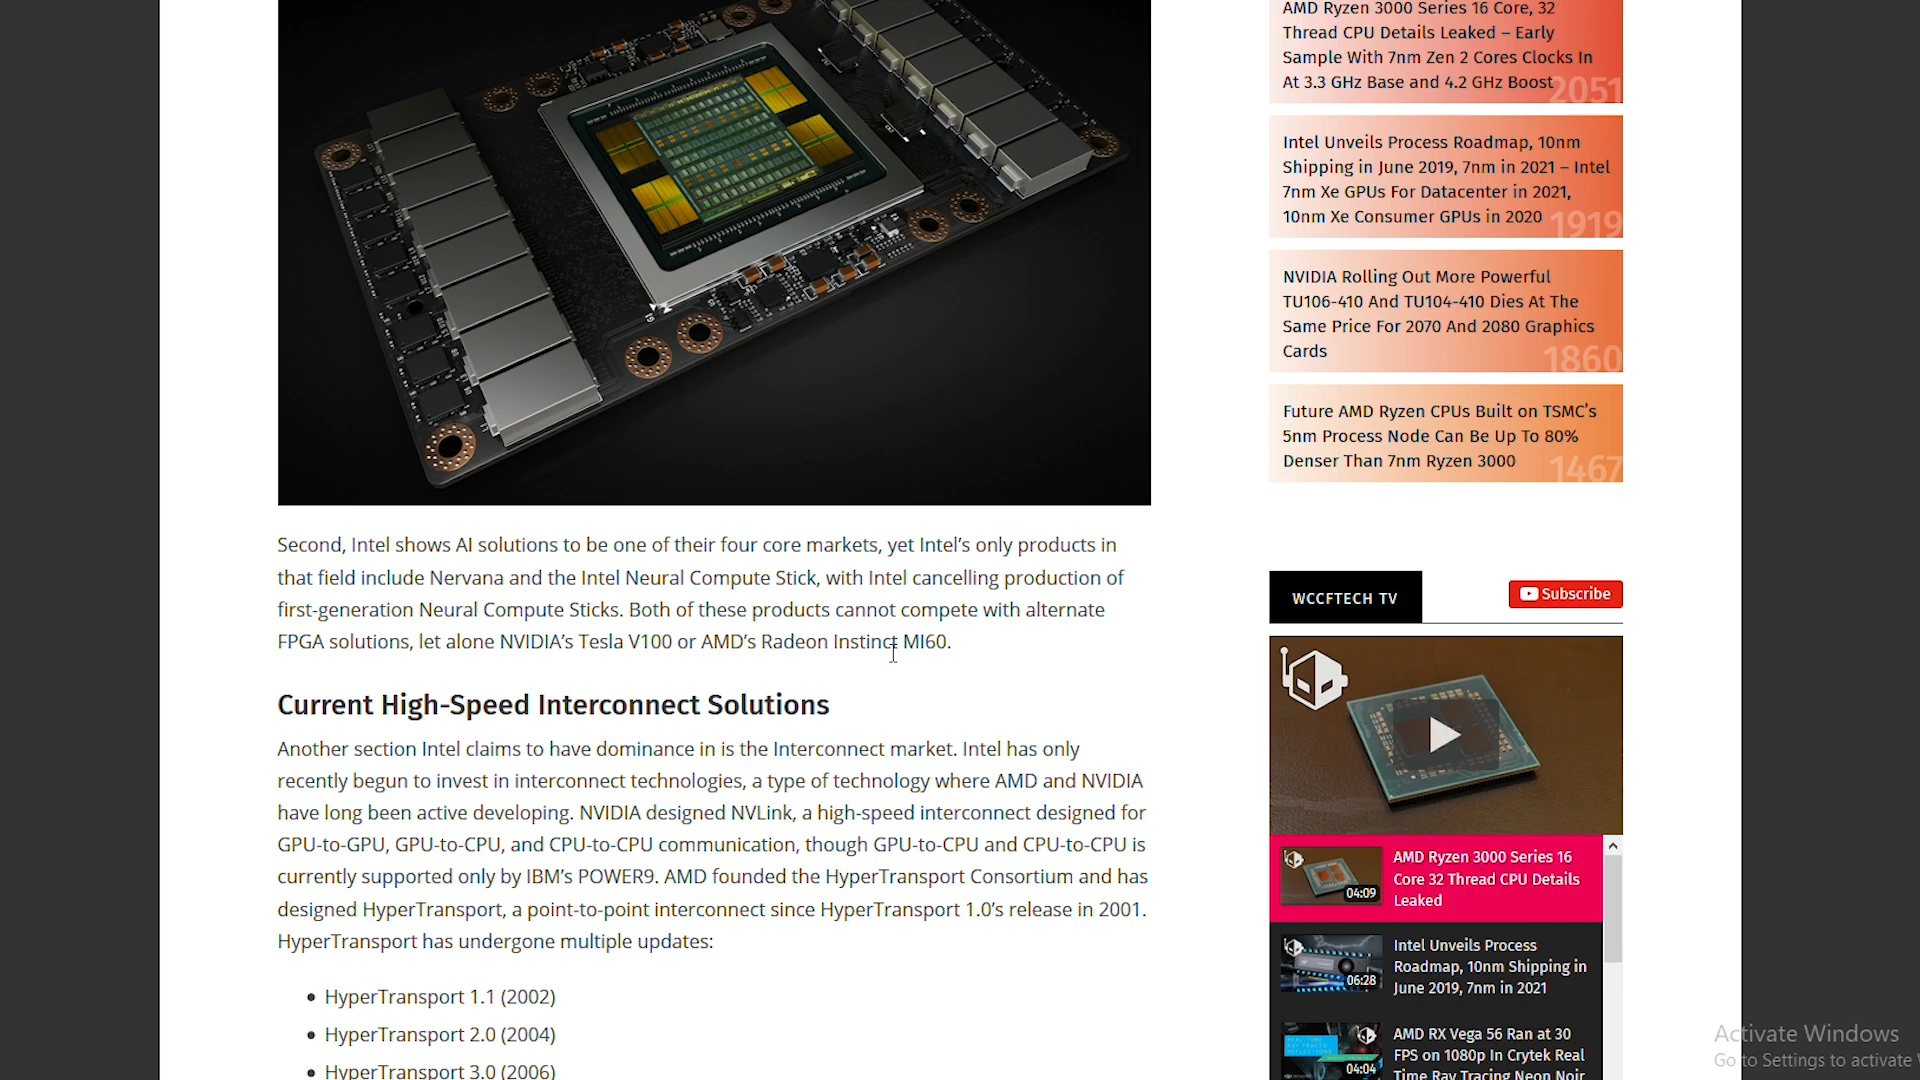 Second, Intel shows AI solutions to be one of their four core markets, yet Intel's only products in
that field include Nervana and the Intel Neural Compute Stick, with Intel cancelling production of
first-generation Neural Compute Sticks. Both of these products cannot compete with alternate
FPGA solutions, let alone NVIDIA's Tesla V100 or AMD's Radeon Instinct MI60.
Current High-Speed Interconnect Solutions
Another section Intel claims to have dominance in is the Interconnect market. Intel has only
recently begun to invest in interconnect technologies, a type of technology where AMD and NVIDIA
have long been active developing. NVIDIA designed NVLink, a high-speed interconnect designed for
GPU-to-GPU, GPU-to-CPU, and CPU-to-CPU communication, though GPU-to-CPU and CPU-to-CPU is
currently supported only by IBM's POWER9. AMD founded the HyperTransport Consortium and has
designed HyperTransport, a point-to-point interconnect since HyperTransport 1.0's release in 2001.
HyperTransport has undergone multiple updates:
• HyperTransport 1.1 (2002)
• HyperTransport 2.0 (2004)
• HyperTransport 3.0 (2006)
AMD Ryzen 3000 Series 16 Core, 32
Thread CPU Details Leaked – Early
Sample With 7nm Zen 2 Cores Clocks In
At 3.3 GHz Base and 4.2 GHz Boost
2051
Intel Unveils Process Roadmap, 10nm
Shipping in June 2019, 7nm in 2021 – Intel
7nm Xe GPUs For Datacenter in 2021,
10nm Xe Consumer GPUs in 2020
1919
NVIDIA Rolling Out More Powerful
TU106-410 And TU104-410 Dies At The
Same Price For 2070 And 2080 Graphics
Cards
1860
Future AMD Ryzen CPUs Built on TSMC's
5nm Process Node Can Be Up To 80%
Denser Than 7nm Ryzen 3000
1467
WCCFTECH TV
Subscribe
04:09
AMD Ryzen 3000 Series 16
Core 32 Thread CPU Details
Leaked
06:28
Intel Unveils Process
Roadmap, 10nm Shipping in
June 2019, 7nm in 2021
04:04
AMD RX Vega 56 Ran at 30
FPS on 1080p In Crytek Real
Time Ray Tracing Neon Noir
Activate Windows
Go to Settings to activate